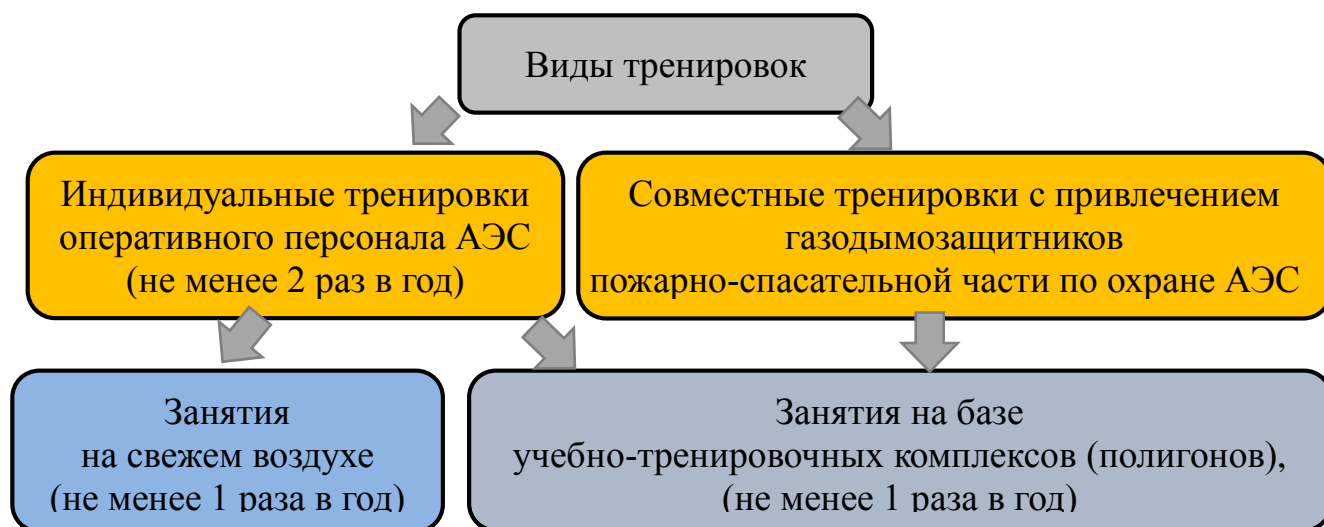 Виды тренировок
Индивидуальные тренировки
оперативного персонала АЭС
(не менее 2 раз в год)
Совместные тренировки с привлечением
газодымозащитников
пожарно-спасательной части по охране АЭС
Занятия
на свежем воздухе
(не менее 1 раза в год)
Занятия на базе
учебно-тренировочных комплексов (полигонов),
(не менее 1 раза в год)